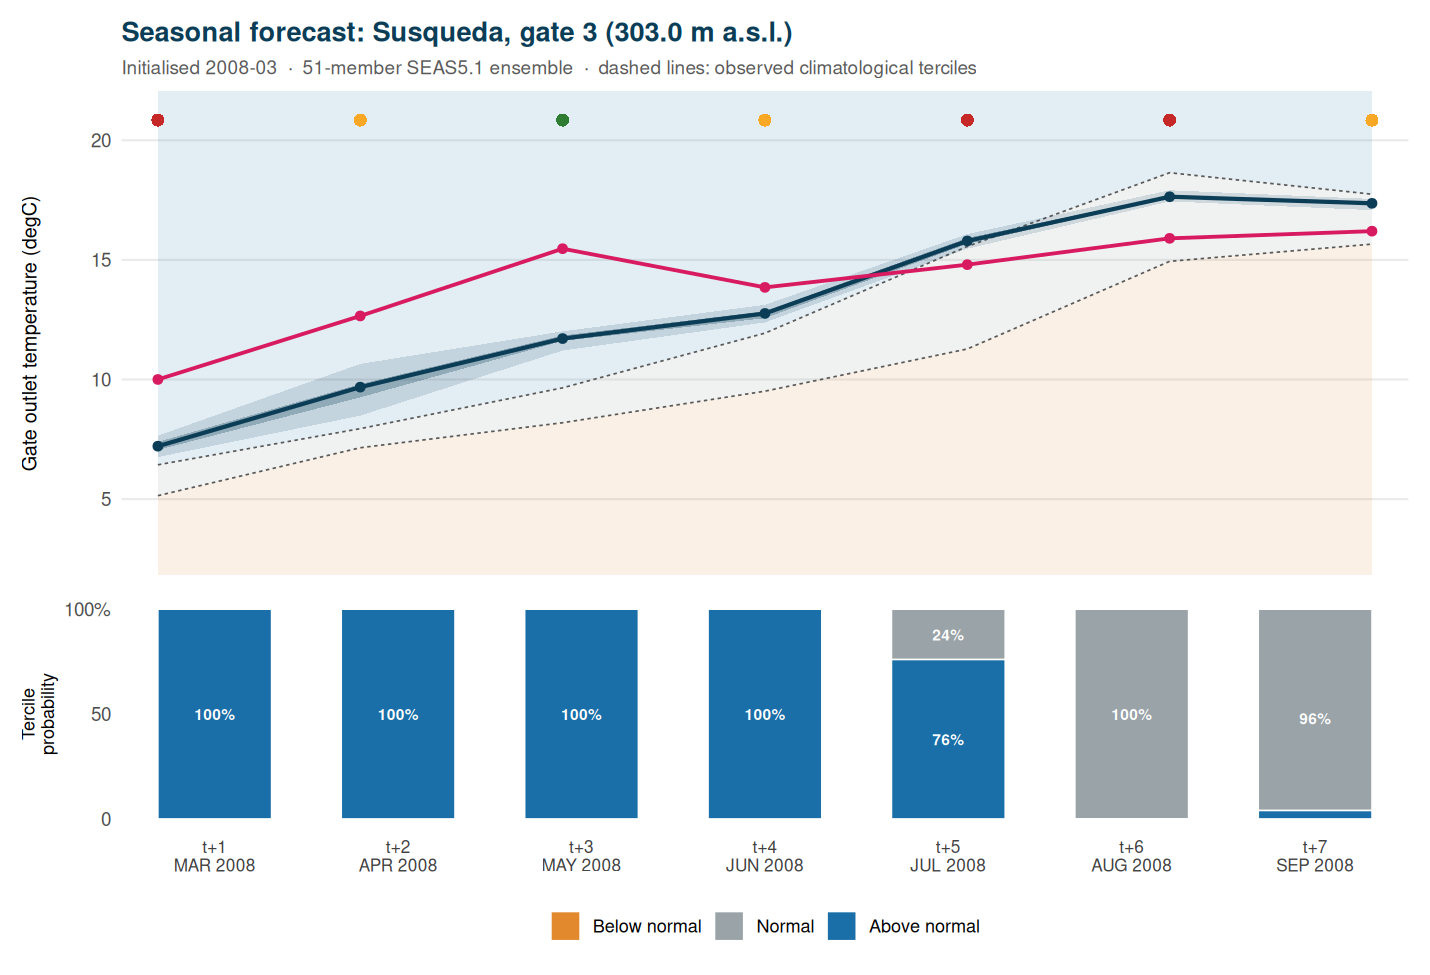 Seasonal forecast: Susqueda, gate 3 (303.0 m a.s.l.)
Initialised 2008-03 · 51-member SEAS5.1 ensemble · dashed lines: observed climatological terciles
Gate outlet temperature (degC)
20
15
10
5
Tercile
probability
100%
50
0
100%
100%
100%
100%
24%
76%
100%
96%
t+1
MAR 2008
t+2
APR 2008
t+3
MAY 2008
t+4
JUN 2008
t+5
JUL 2008
t+6
AUG 2008
t+7
SEP 2008
Below normal
Normal
Above normal